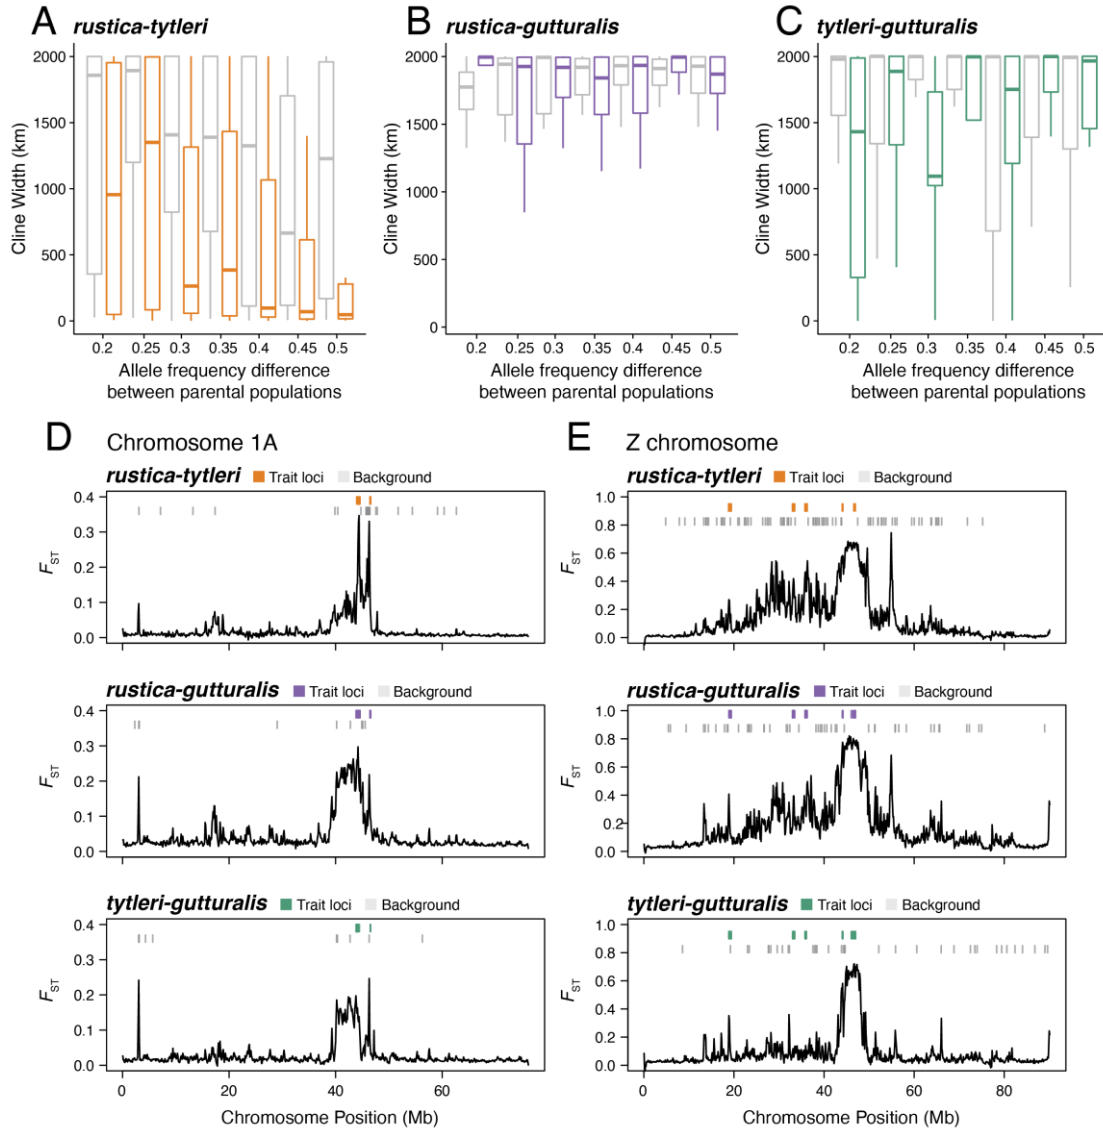 A rustica-tytleri
Cline Width (km)
2000
1500
1000
500
0
0.2 0.25 0.3 0.35 0.4 0.45 0.5
Allele frequency difference
between parental populations
B rustica-gutturalis
Cline Width (km)
2000
1500
1000
500
0
0.2 0.25 0.3 0.35 0.4 0.45 0.5
Allele frequency difference
between parental populations
C tytleri-gutturalis
Cline Width (km)
2000
1500
1000
500
0
0.2 0.25 0.3 0.35 0.4 0.45 0.5
Allele frequency difference
between parental populations
D Chromosome 1A
rustica-tytleri Trait loci Background
FST
0.4
0.3
0.2
0.1
0.0
rustica-gutturalis Trait loci Background
FST
0.4
0.3
0.2
0.1
0.0
tytleri-gutturalis Trait loci Background
FST
0.4
0.3
0.2
0.1
0.0
0 20 40 60
Chromosome Position (Mb)
E Z chromosome
rustica-tytleri Trait loci Background
FST
1.0
0.8
0.6
0.4
0.2
0.0
rustica-gutturalis Trait loci Background
FST
1.0
0.8
0.6
0.4
0.2
0.0
tytleri-gutturalis Trait loci Background
FST
1.0
0.8
0.6
0.4
0.2
0.0
0 20 40 60 80
Chromosome Position (Mb)